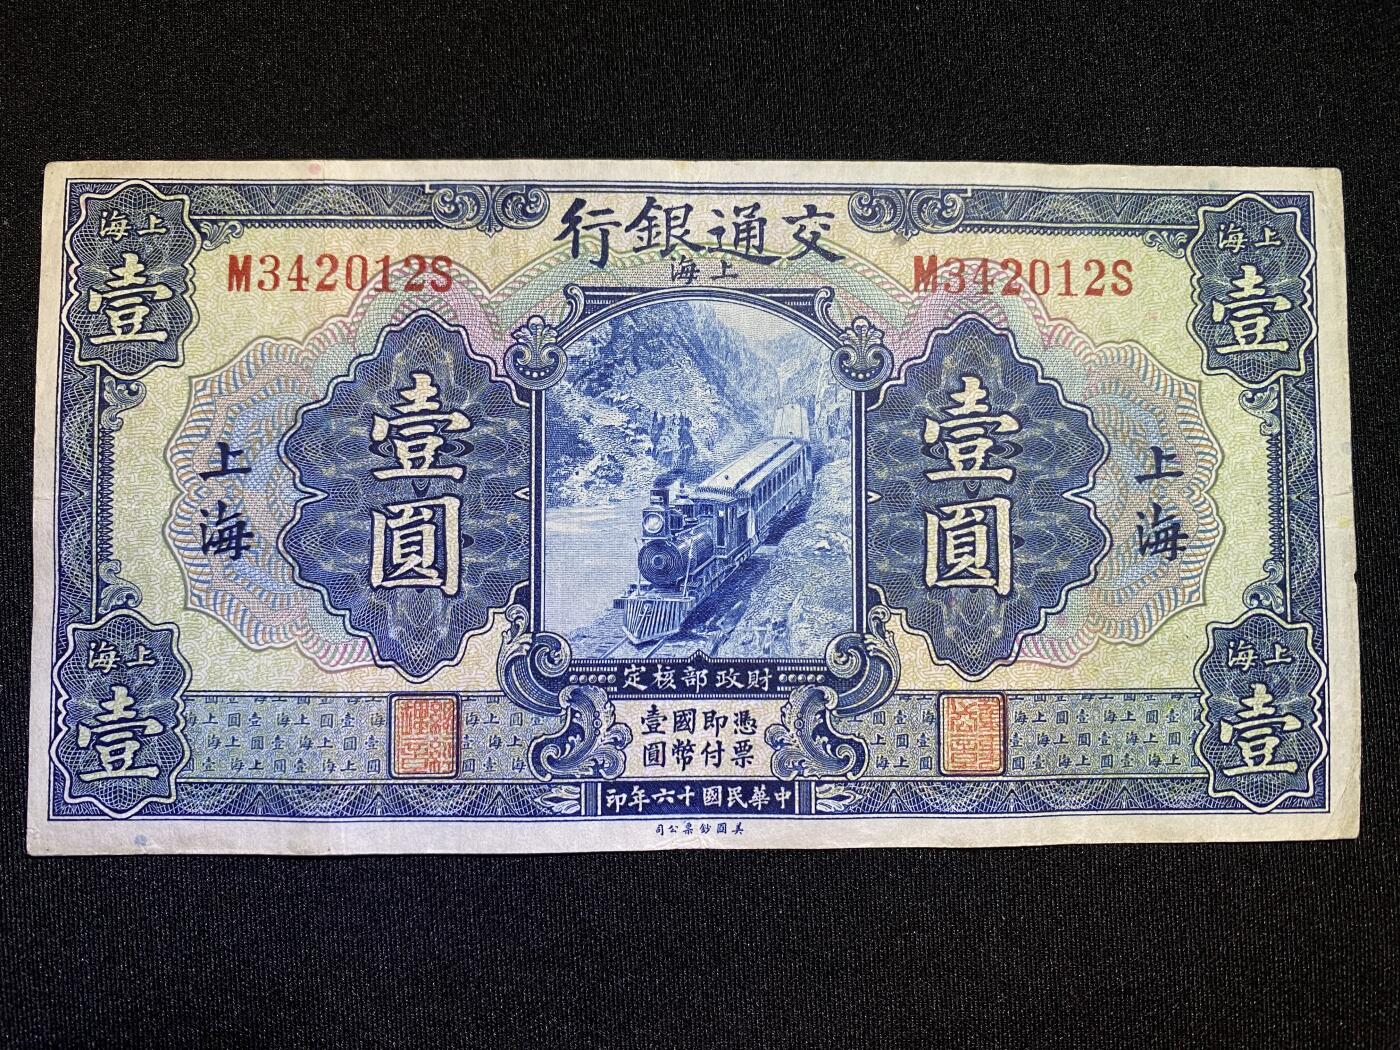 交通銀行
上海
M342012S
M342012S
上海
壹
上海
壹
壹圓
壹圓
上海
上海
財政部核定
憑票即付國幣壹圓
上海
壹
上海
壹
中華民國十六年印
美國鈔票公司